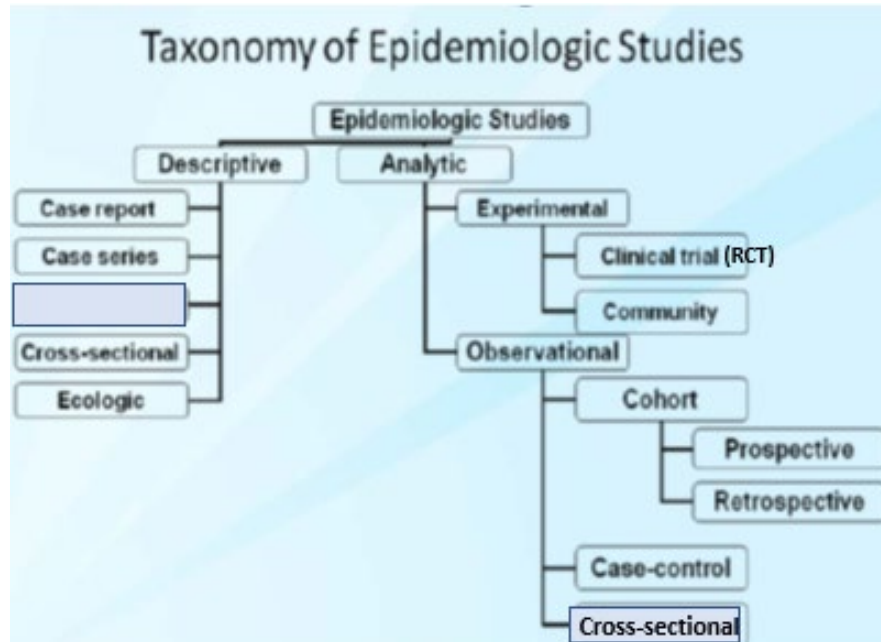 Taxonomy of Epidemiologic Studies
Epidemiologic Studies
Descriptive
Analytic
Case report
Case series
Cross-sectional
Ecologic
Experimental
Clinical trial (RCT)
Community
Observational
Cohort
Prospective
Retrospective
Case-control
Cross-sectional